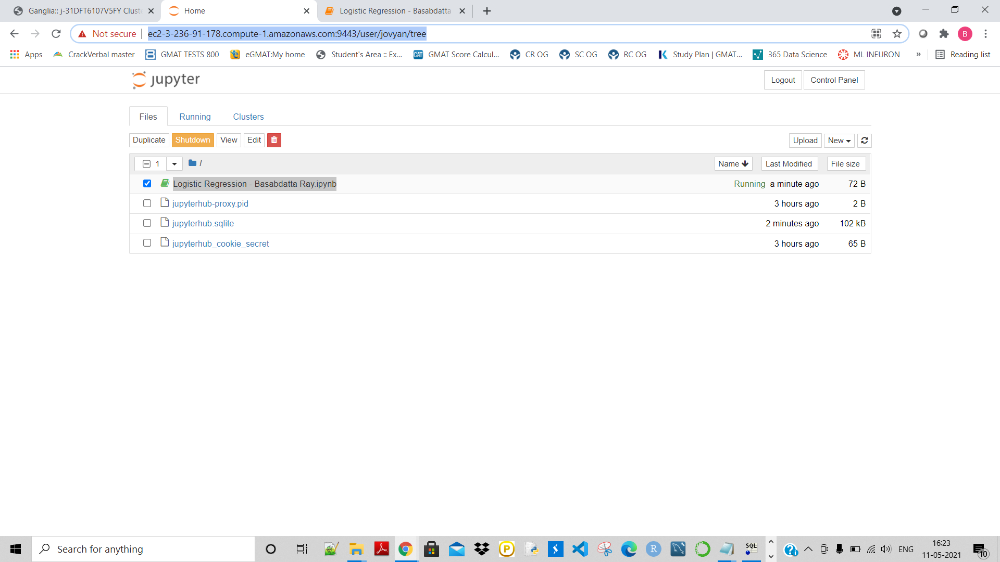 Ganglia:: j-31DFT6107V5FY Clust
Home
Logistic Regression - Basabdatta
Not secure
ec2-3-236-91-178.compute-1.amazonaws.com:9443/user/jovyan/tree
B
Apps
CrackVerbal master
GMAT TESTS 800
eGMAT:My home
Student's Area :: Ex...
CAT
GMAT Score Calcul...
CR OG
SC OG
RC OG
Study Plan | GMAT...
365 Data Science
ML INEURON
»
Reading list
jupyter
Logout
Control Panel
Files
Running
Clusters
Duplicate
Shutdown
View
Edit
Upload
New
1
/
Name
Last Modified
File size
Logistic Regression - Basabdatta Ray.ipynb
Running
a minute ago
72 B
jupyterhub-proxy.pid
3 hours ago
2 B
jupyterhub.sqlite
2 minutes ago
102 kB
jupyterhub_cookie_secret
3 hours ago
65 B
Search for anything
P
R
SQL
ENG
16:23
11-05-2021
10